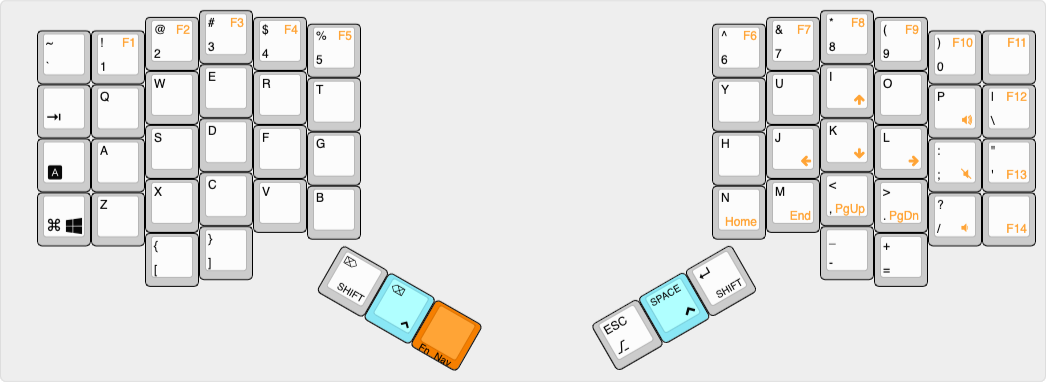 ~ ! F1 @ F2 # F3 $ F4 % F5 ^ F6 & F7 * F8 ( F9 ) F10 F11
` 1 2 3 4 5 6 7 8 9 0
Q W E R T Y U I O P | F12
\
A A S D F G H J K L : "
; ' F13
⌘ Z X C V B N M < > ?
Home End , PgUp . PgDn / F14
{ } _ +
[ ] - =
SHIFT SPACE SHIFT
ESC
Fn Nav